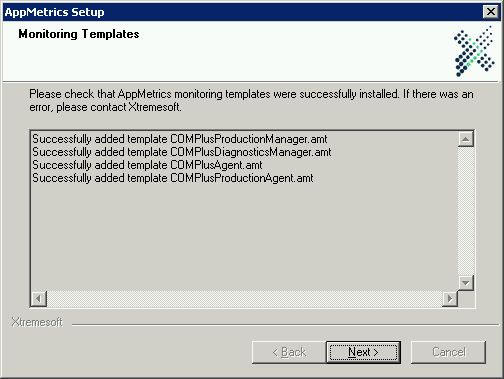 AppMetrics Setup
Monitoring Templates
Please check that AppMetrics monitoring templates were successfully installed. If there was an
error, please contact Xtremesoft.
Successfully added template COMPlusProductionManager.amt
Successfully added template COMPlusDiagnosticsManager.amt
Successfully added template COMPlusAgent.amt
Successfully added template COMPlusProductionAgent.amt
Xtremesoft
< Back Next > Cancel